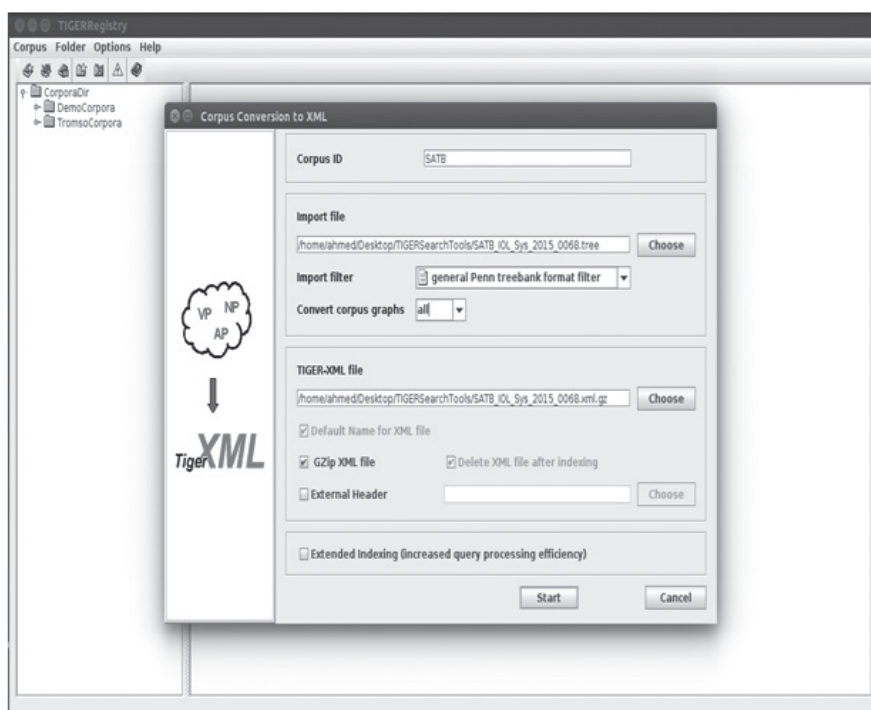 TIGERRegistry
Corpus Folder Options Help
CorporaDir
DemoCorpora
TromsoCorpora
Corpus Conversion to XML
Corpus ID SATB
Import file
/home/ahmed/Desktop/TIGERSearchTools/SATB_IOL_Sys_2015_0068.tree Choose
Import filter general Penn treebank format filter
Convert corpus graphs all
VP NP
AP
TigerXML
TIGER-XML file
/home/ahmed/Desktop/TIGERSearchTools/SATB_IOL_Sys_2015_0068.xml.gz Choose
Default Name for XML file
GZip XML file Delete XML file after indexing
External Header Choose
Extended Indexing (increased query processing efficiency)
Start Cancel